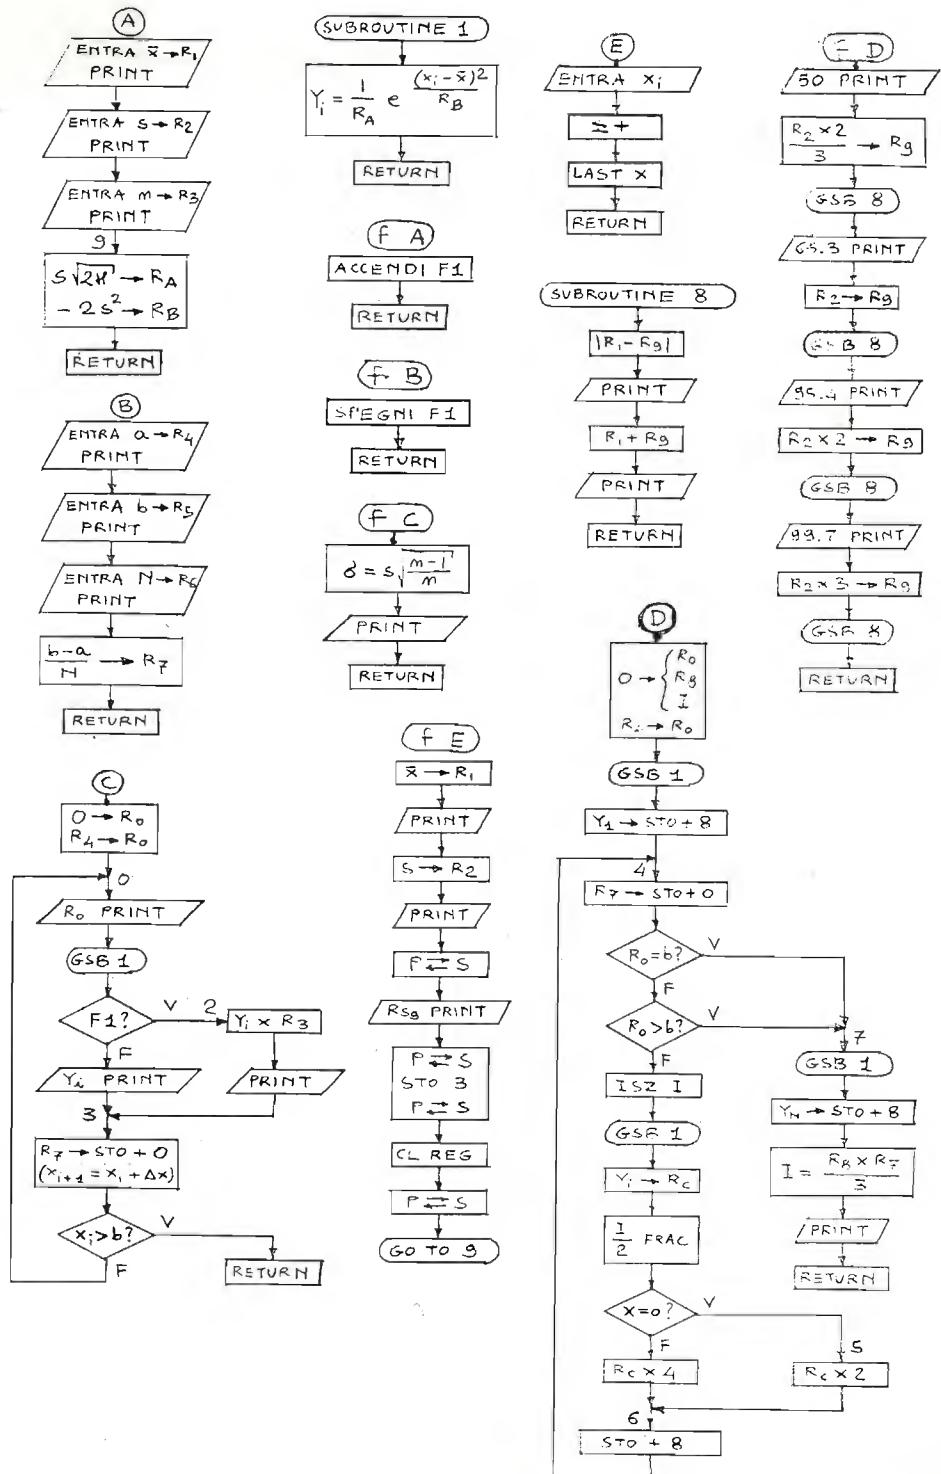 A
ENTRA x̄→R1
PRINT
ENTRA s→R2
PRINT
ENTRA m→R3
PRINT
9
s√2π → RA
-2s² → RB
RETURN
B
ENTRA a→R4
PRINT
ENTRA b→R5
PRINT
ENTRA N→R6
PRINT
b-a / N → R7
RETURN
C
0 → R0
R4 → R0
0
R0 PRINT
GSB 1
F1?
V
2
Yi × R3
F
Yi PRINT
PRINT
3
R7 → STO + 0
(xi+1 = xi + Δx)
xi > b?
V
F
RETURN
SUBROUTINE 1
Yi = 1/RA e (xi - x̄)²/RB
RETURN
f A
ACCENDI F1
RETURN
f B
SPEGNI F1
RETURN
f C
σ = s√(m-1)/m
PRINT
RETURN
f E
x̄ → R1
PRINT
S → R2
PRINT
P ⇄ S
RS9 PRINT
P ⇄ S
STO 3
P ⇄ S
CL REG
P ⇄ S
GO TO 9
E
ENTRA xi
Σ +
LAST X
RETURN
SUBROUTINE 8
|R1 - R9|
PRINT
R1 + R9
PRINT
RETURN
f D
50 PRINT
R2 × 2 / 3 → R9
GSB 8
68.3 PRINT
R2 → R9
GSB 8
95.4 PRINT
R2 × 2 → R9
GSB 8
99.7 PRINT
R2 × 3 → R9
GSB 8
RETURN
D
0 → { R0
R8
I
→ R0
GSB 1
Y1 → STO + 8
4
R7 → STO + 0
R0 = b?
V
F
R0 > b?
V
7
F
ISZ I
GSB 1
GSB 1
YN → STO + 8
Yi → RC
I = R8 × R7 / 3
I/2 FRAC
PRINT
RETURN
x = 0?
V
F
5
RC × 4
RC × 2
6
STO + 8